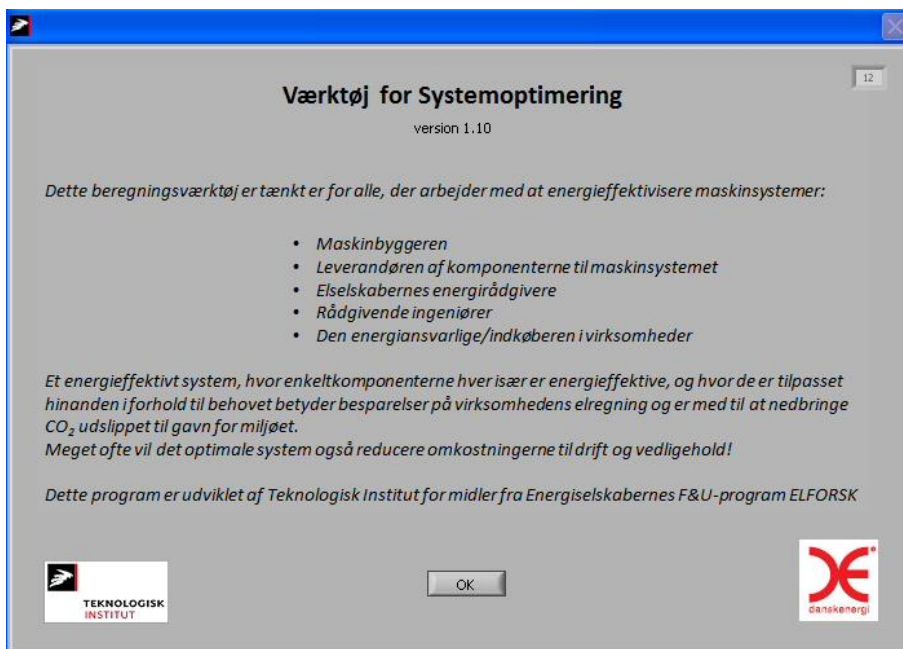 12
Værktøj for Systemoptimering
version 1.10
Dette beregningsværktøj er tænkt er for alle, der arbejder med at energieffektivisere maskinsystemer:
• Maskinbyggeren
• Leverandøren af komponenterne til maskinsystemet
• Elselskabernes energirådgivere
• Rådgivende ingeniører
• Den energiansvarlige/indkøberen i virksomheder
Et energieffektivt system, hvor enkeltkomponenterne hver især er energieffektive, og hvor de er tilpasset
hinanden i forhold til behovet betyder besparelser på virksomhedens elregning og er med til at nedbringe
CO₂ udslippet til gavn for miljøet.
Meget ofte vil det optimale system også reducere omkostningerne til drift og vedligehold!
Dette program er udviklet af Teknologisk Institut for midler fra Energiselskabernes F&U-program ELFORSK
TEKNOLOGISK
INSTITUT
OK
danskenergi